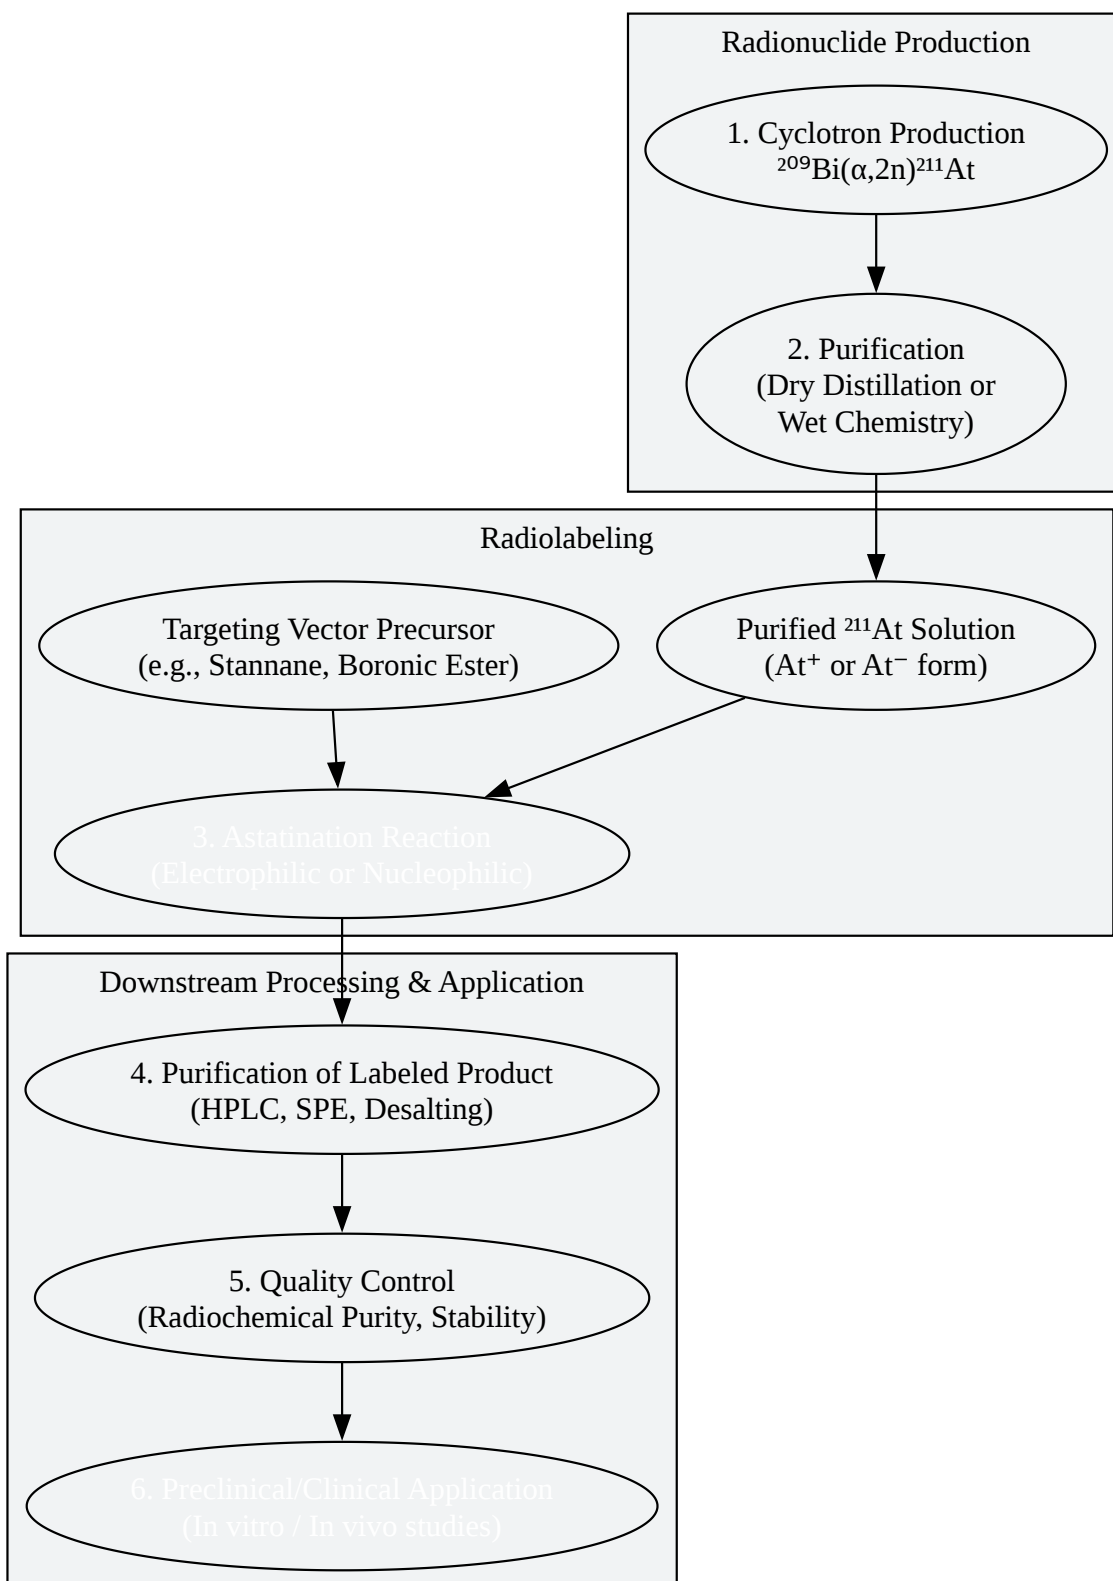 Radionuclide Production
1. Cyclotron Production
²⁰⁹Bi(α,2n)²¹¹At
2. Purification
(Dry Distillation or
Wet Chemistry)
Radiolabeling
Targeting Vector Precursor
(e.g., Stannane, Boronic Ester)
Purified ²¹¹At Solution
(At⁺ or At⁻ form)
3. Astatination Reaction
(Electrophilic or Nucleophilic)
Downstream Processing & Application
4. Purification of Labeled Product
(HPLC, SPE, Desalting)
5. Quality Control
(Radiochemical Purity, Stability)
6. Preclinical/Clinical Application
(In vitro / In vivo studies)